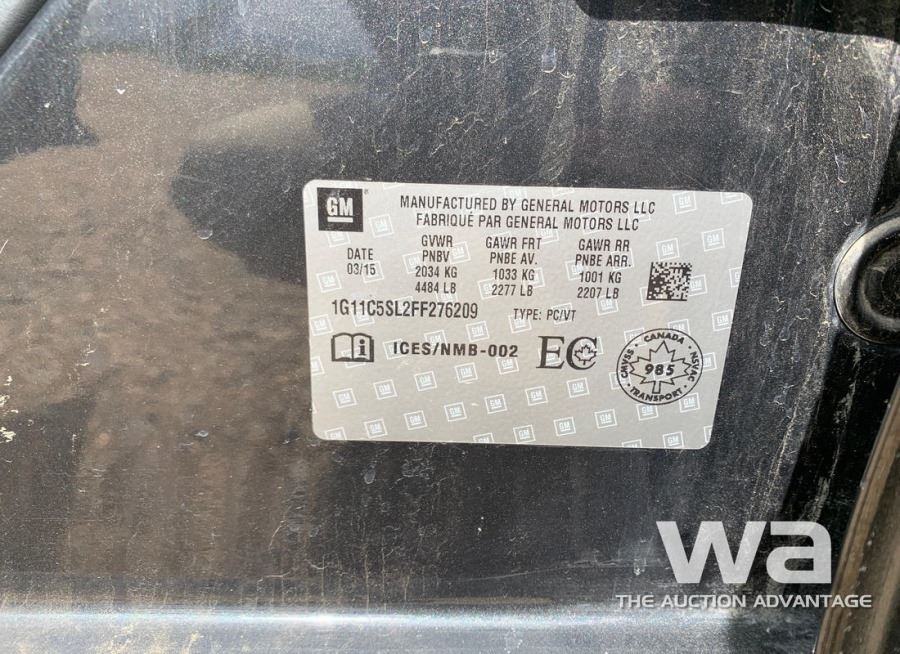 GM ®
MANUFACTURED BY GENERAL MOTORS LLC
FABRIQUÉ PAR GENERAL MOTORS LLC
DATE
03/15
GVWR
PNBV
2034 KG
4484 LB
GAWR FRT
PNBE AV.
1033 KG
2277 LB
GAWR RR
PNBE ARR.
1001 KG
2207 LB
1G11C5SL2FF276209 TYPE: PC/VT
i ICES/NMB-002 EC
CANADA
CMVSS 985 NSVAC
TRANSPORT
wa
THE AUCTION ADVANTAGE